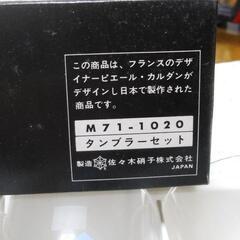 この商品は、フランスのデザ
イナーピエール・カルダンが
デザインし日本で製作された
商品です。
M71-1020
タンブラーセット
製造 佐々木硝子株式会社
JAPAN